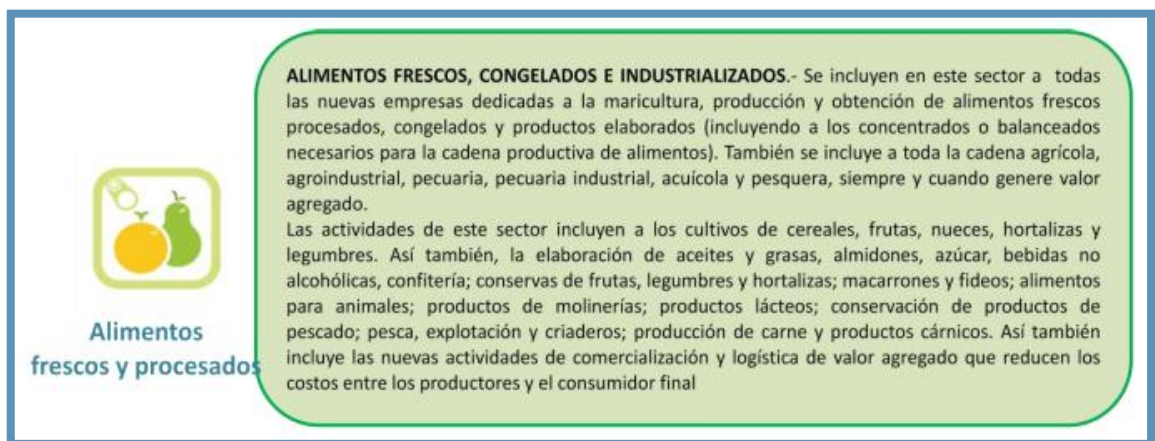 ALIMENTOS FRESCOS, CONGELADOS E INDUSTRIALIZADOS.- Se incluyen en este sector a todas
las nuevas empresas dedicadas a la maricultura, producción y obtención de alimentos frescos
procesados, congelados y productos elaborados (incluyendo a los concentrados o balanceados
necesarios para la cadena productiva de alimentos). También se incluye a toda la cadena agrícola,
agroindustrial, pecuaria, pecuaria industrial, acuícola y pesquera, siempre y cuando genere valor
agregado.
Las actividades de este sector incluyen a los cultivos de cereales, frutas, nueces, hortalizas y
legumbres. Así también, la elaboración de aceites y grasas, almidones, azúcar, bebidas no
alcohólicas, confitería; conservas de frutas, legumbres y hortalizas; macarrones y fideos; alimentos
para animales; productos de molinerías; productos lácteos; conservación de productos de
pescado; pesca, explotación y criaderos; producción de carne y productos cárnicos. Así también
incluye las nuevas actividades de comercialización y logística de valor agregado que reducen los
costos entre los productores y el consumidor final
Alimentos
frescos y procesados